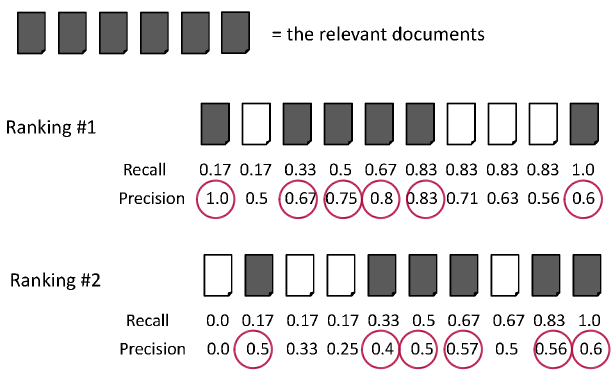 = the relevant documents
Ranking #1
Recall 0.17 0.17 0.33 0.5 0.67 0.83 0.83 0.83 0.83 1.0
Precision 1.0 0.5 0.67 0.75 0.8 0.83 0.71 0.63 0.56 0.6
Ranking #2
Recall 0.0 0.17 0.17 0.17 0.33 0.5 0.67 0.67 0.83 1.0
Precision 0.0 0.5 0.33 0.25 0.4 0.5 0.57 0.5 0.56 0.6